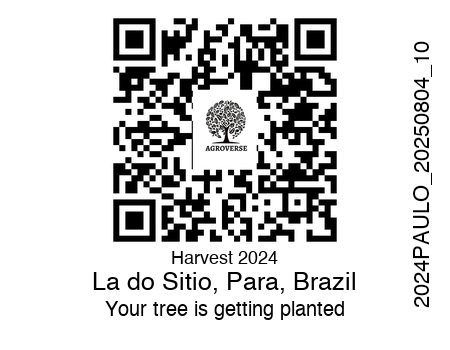 AGROVERSE
Harvest 2024
La do Sitio, Para, Brazil
Your tree is getting planted
2024PAULO_20250804_10